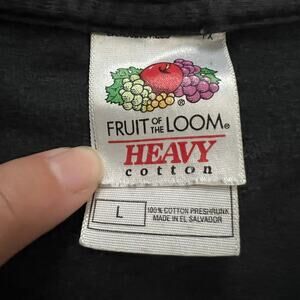 ®
FRUIT OF THE LOOM®
HEAVY
cotton
L
100% COTTON PRESHRUNK
MADE IN EL SALVADOR